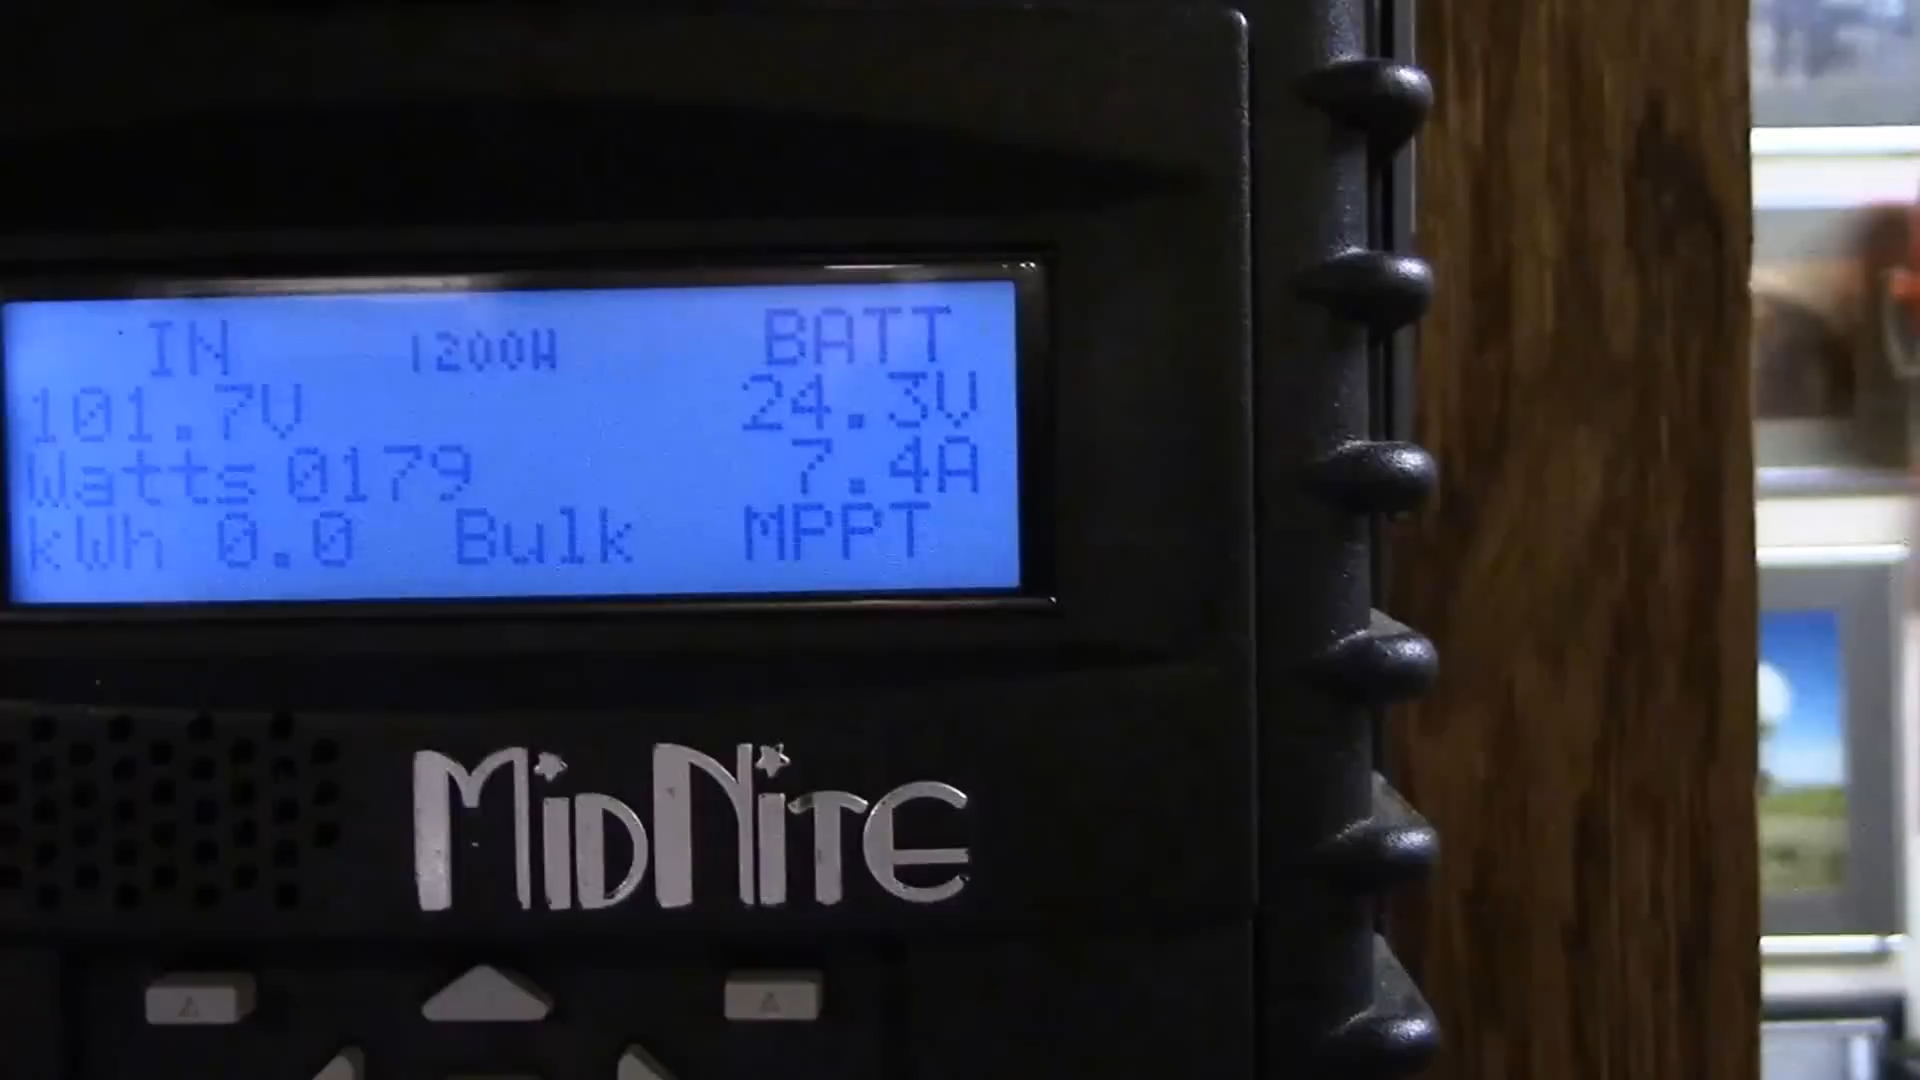 IN 1200W BATT
101.7V 24.3V
Watts 0179 7.4A
kWh 0.0 Bulk MPPT
MIDNITE